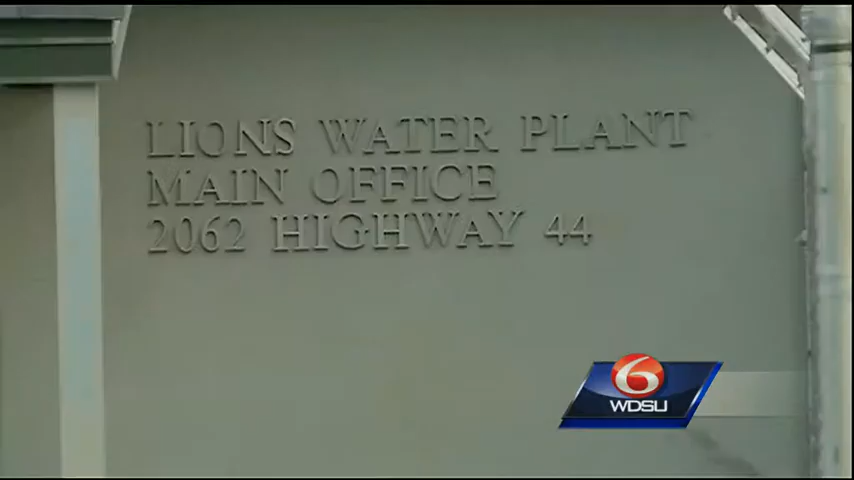 LIONS WATER PLANT
MAIN OFFICE
2062 HIGHWAY 44
6
WDSU